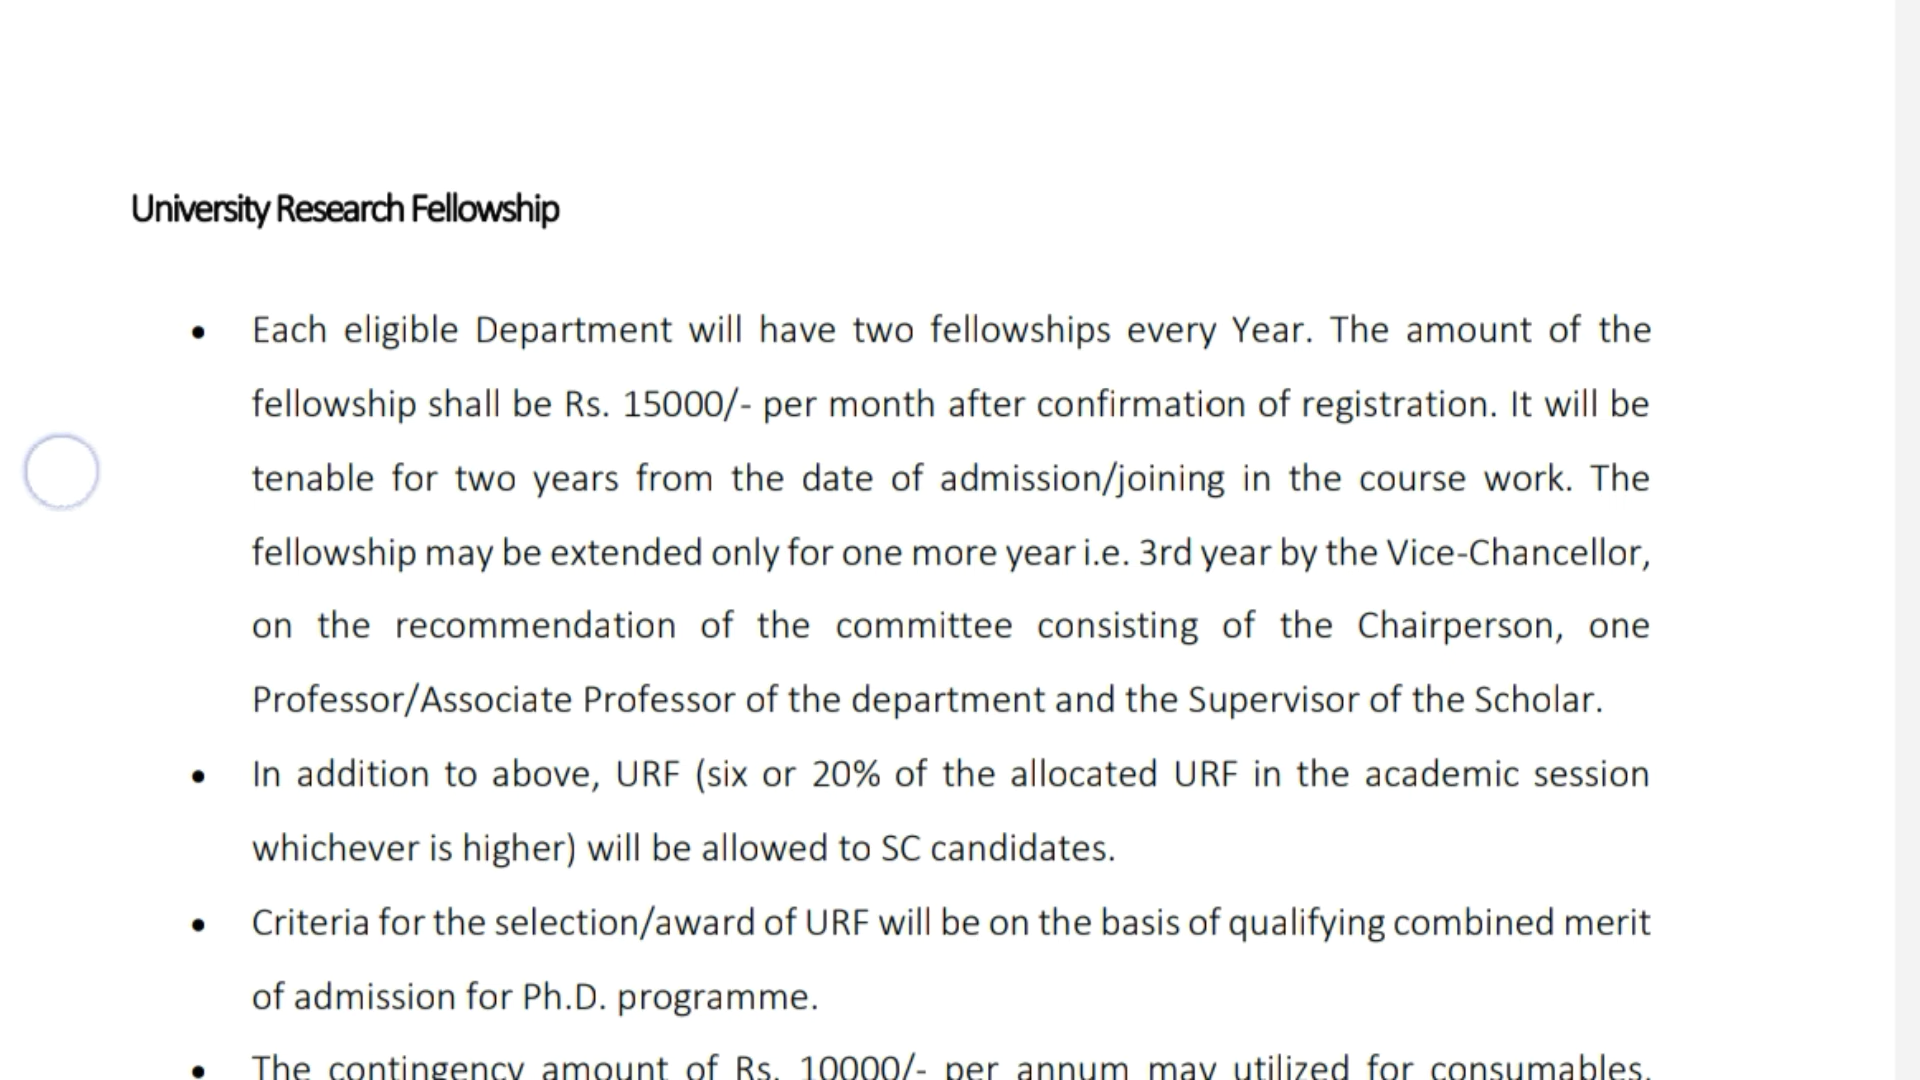 University Research Fellowship
• Each eligible Department will have two fellowships every Year. The amount of the
fellowship shall be Rs. 15000/- per month after confirmation of registration. It will be
tenable for two years from the date of admission/joining in the course work. The
fellowship may be extended only for one more year i.e. 3rd year by the Vice-Chancellor,
on the recommendation of the committee consisting of the Chairperson, one
Professor/Associate Professor of the department and the Supervisor of the Scholar.
• In addition to above, URF (six or 20% of the allocated URF in the academic session
whichever is higher) will be allowed to SC candidates.
• Criteria for the selection/award of URF will be on the basis of qualifying combined merit
of admission for Ph.D. programme.
• The contingency amount of Rs. 10000/- per annum may utilized for consumables,